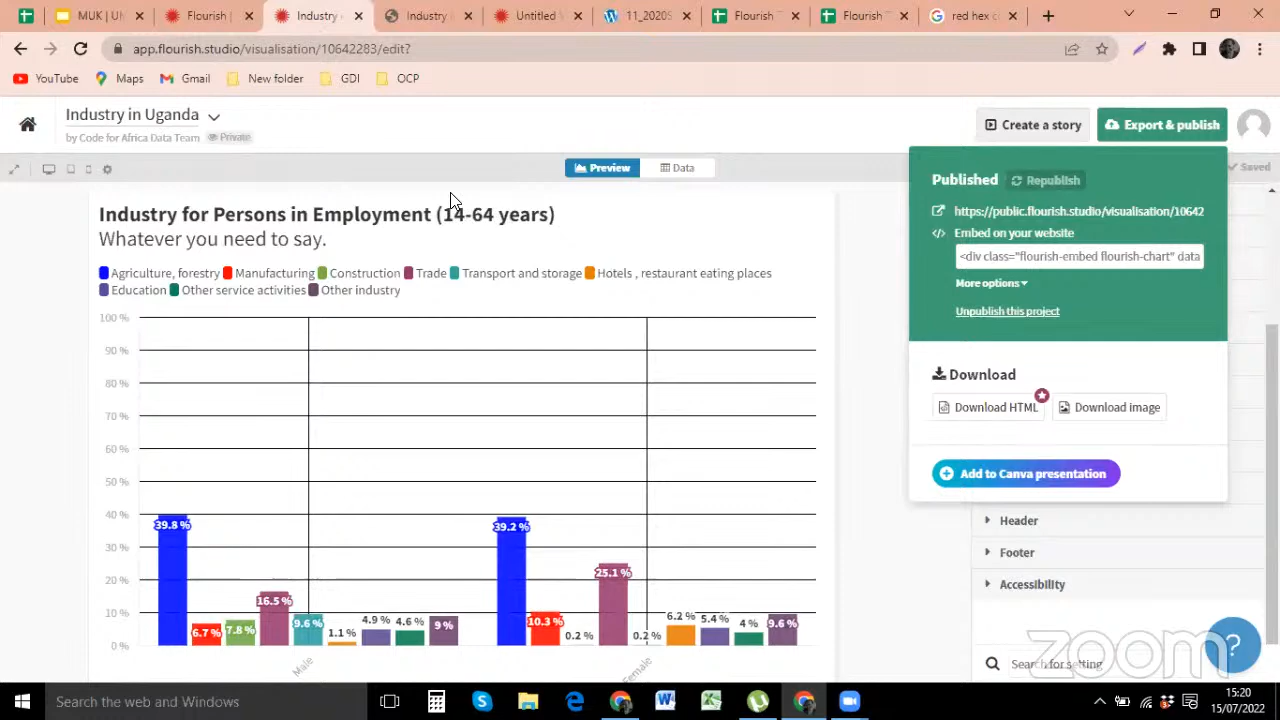 MUK | U
Flourish
Industry
Industry
Untitled V
11_2020S
Flourish
Flourish
red hex c
app.flourish.studio/visualisation/10642283/edit?
YouTube Maps Gmail New folder GDI OCP
Industry in Uganda
by Code for Africa Data Team Private
Create a story
Export & publish
Preview
Data
Saved
Published Republish
https://public.flourish.studio/visualisation/10642
Embed on your website
<div class="flourish-embed flourish-chart" data
More options
Unpublish this project
Download
Download HTML
Download image
Add to Canva presentation
Header
Footer
Accessibility
Search for setting
?
zoom
Industry for Persons in Employment (14-64 years)
Whatever you need to say.
Agriculture, forestry Manufacturing Construction Trade Transport and storage Hotels , restaurant eating places
Education Other service activities Other industry
100 %
90 %
80 %
70 %
60 %
50 %
40 %
30 %
20 %
10 %
0 %
39.8 % 6.7 % 7.8 % 16.5 % 9.6 % 1.1 % 4.9 % 4.6 % 9 %
39.2 % 10.3 % 0.2 % 25.1 % 0.2 % 6.2 % 5.4 % 4 % 9.6 %
Male
Female
Search the web and Windows
15:20
15/07/2022